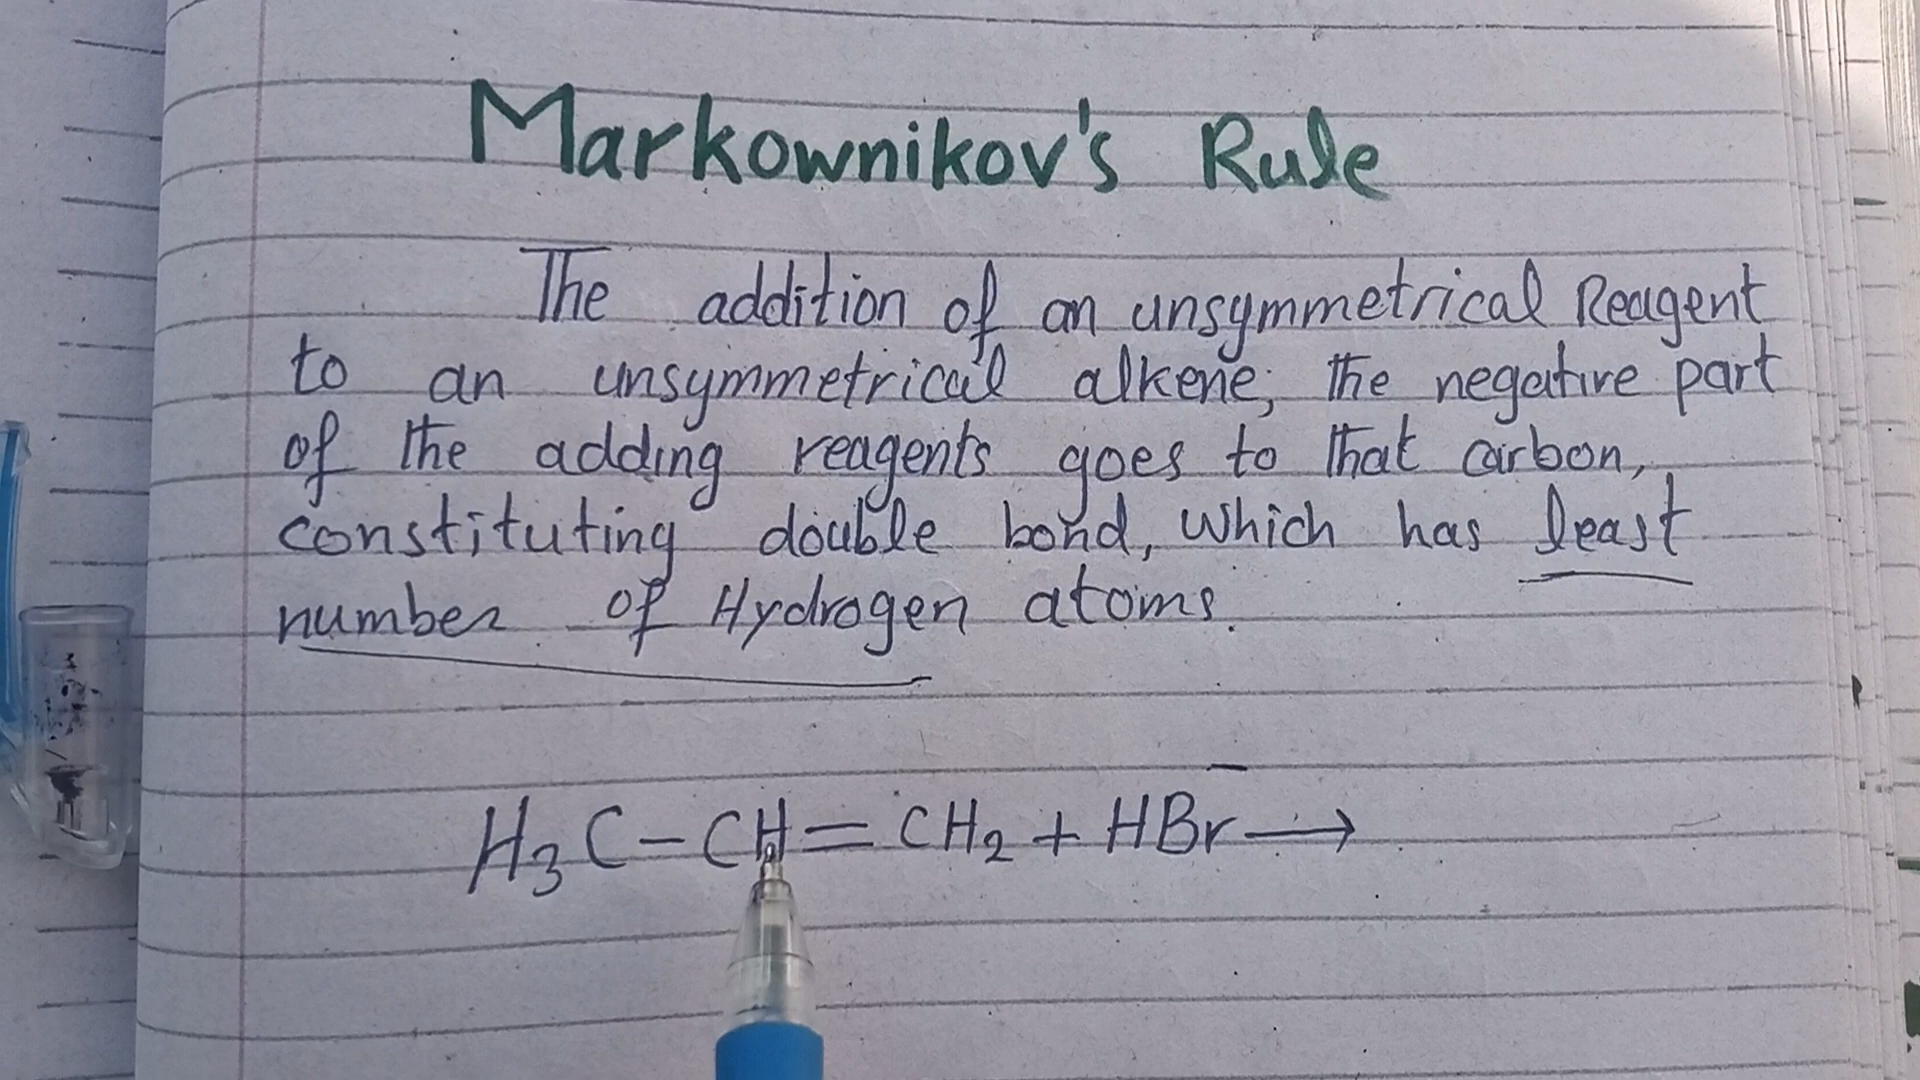 Markownikov's Rule
The addition of an unsymmetrical Reagent
to an unsymmetrical alkene, the negative part
of the adding reagents goes to that carbon,
constituting double bond, which has least
number of Hydrogen atoms.
H₃C-CH=CH₂+HBr⟶